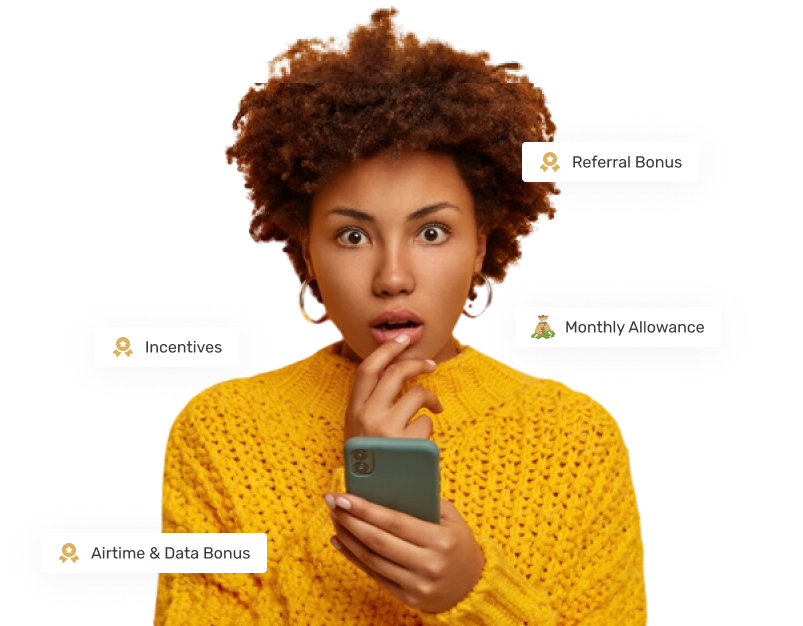 Referral Bonus
Monthly Allowance
Incentives
Airtime & Data Bonus